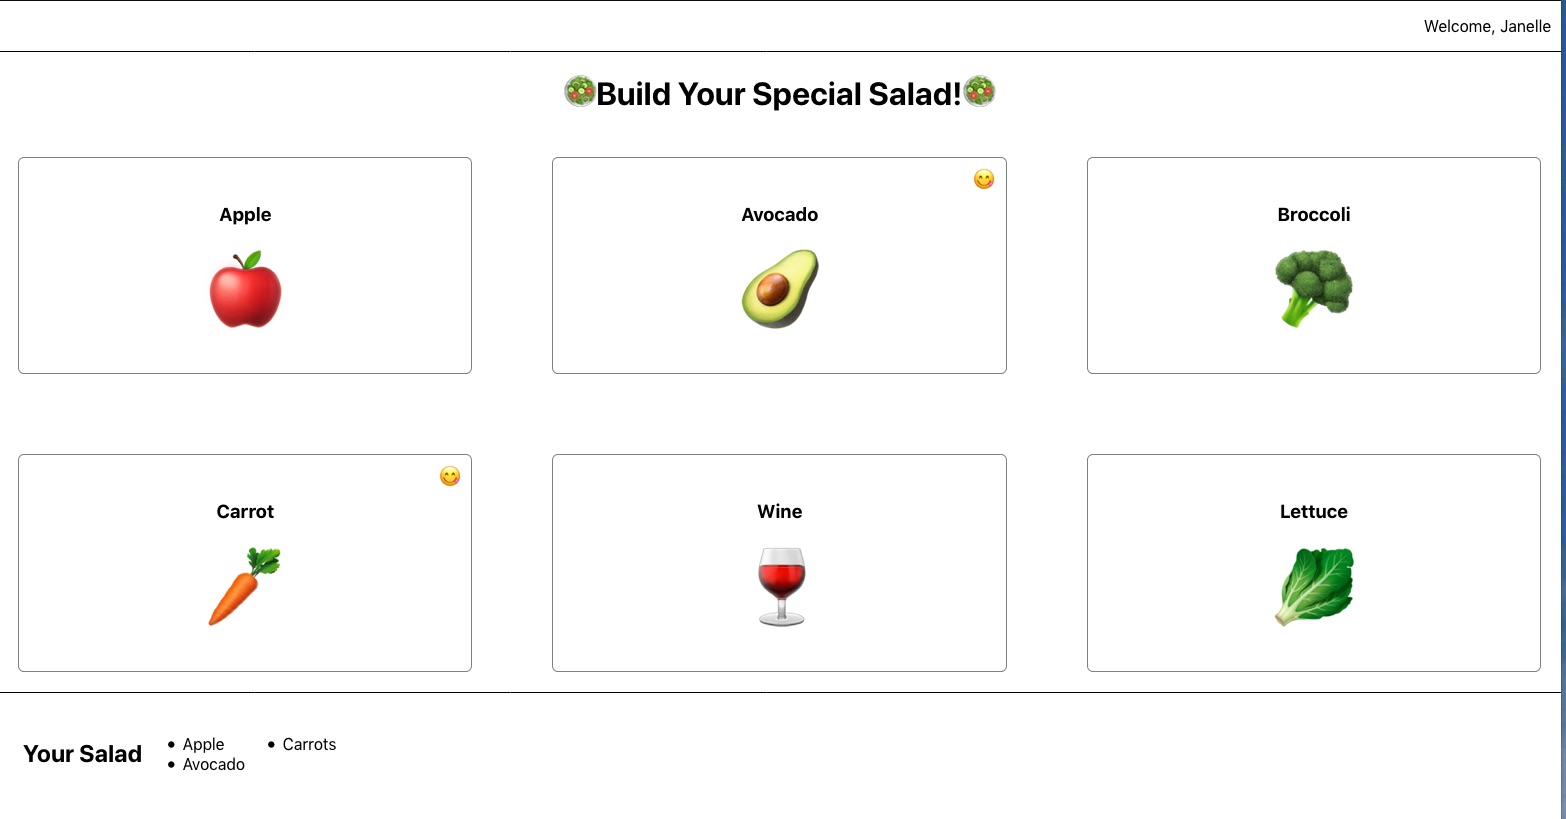 Welcome, Janelle
Build Your Special Salad!
Apple
Avocado
Broccoli
Carrot
Wine
Lettuce
Your Salad
Apple
Avocado
Carrots